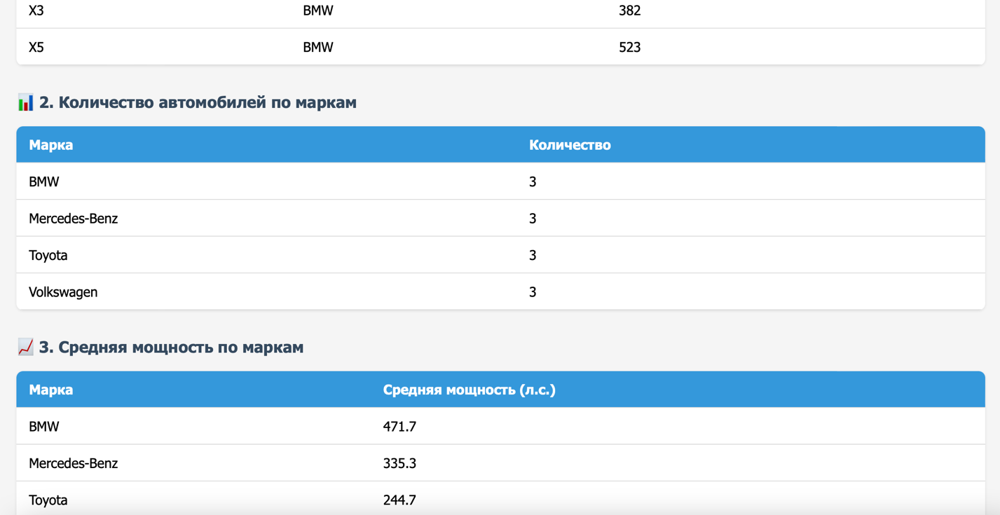 X3 BMW 382
X5 BMW 523
2. Количество автомобилей по маркам
Марка Количество
BMW 3
Mercedes-Benz 3
Toyota 3
Volkswagen 3
3. Средняя мощность по маркам
Марка Средняя мощность (л.с.)
BMW 471.7
Mercedes-Benz 335.3
Toyota 244.7